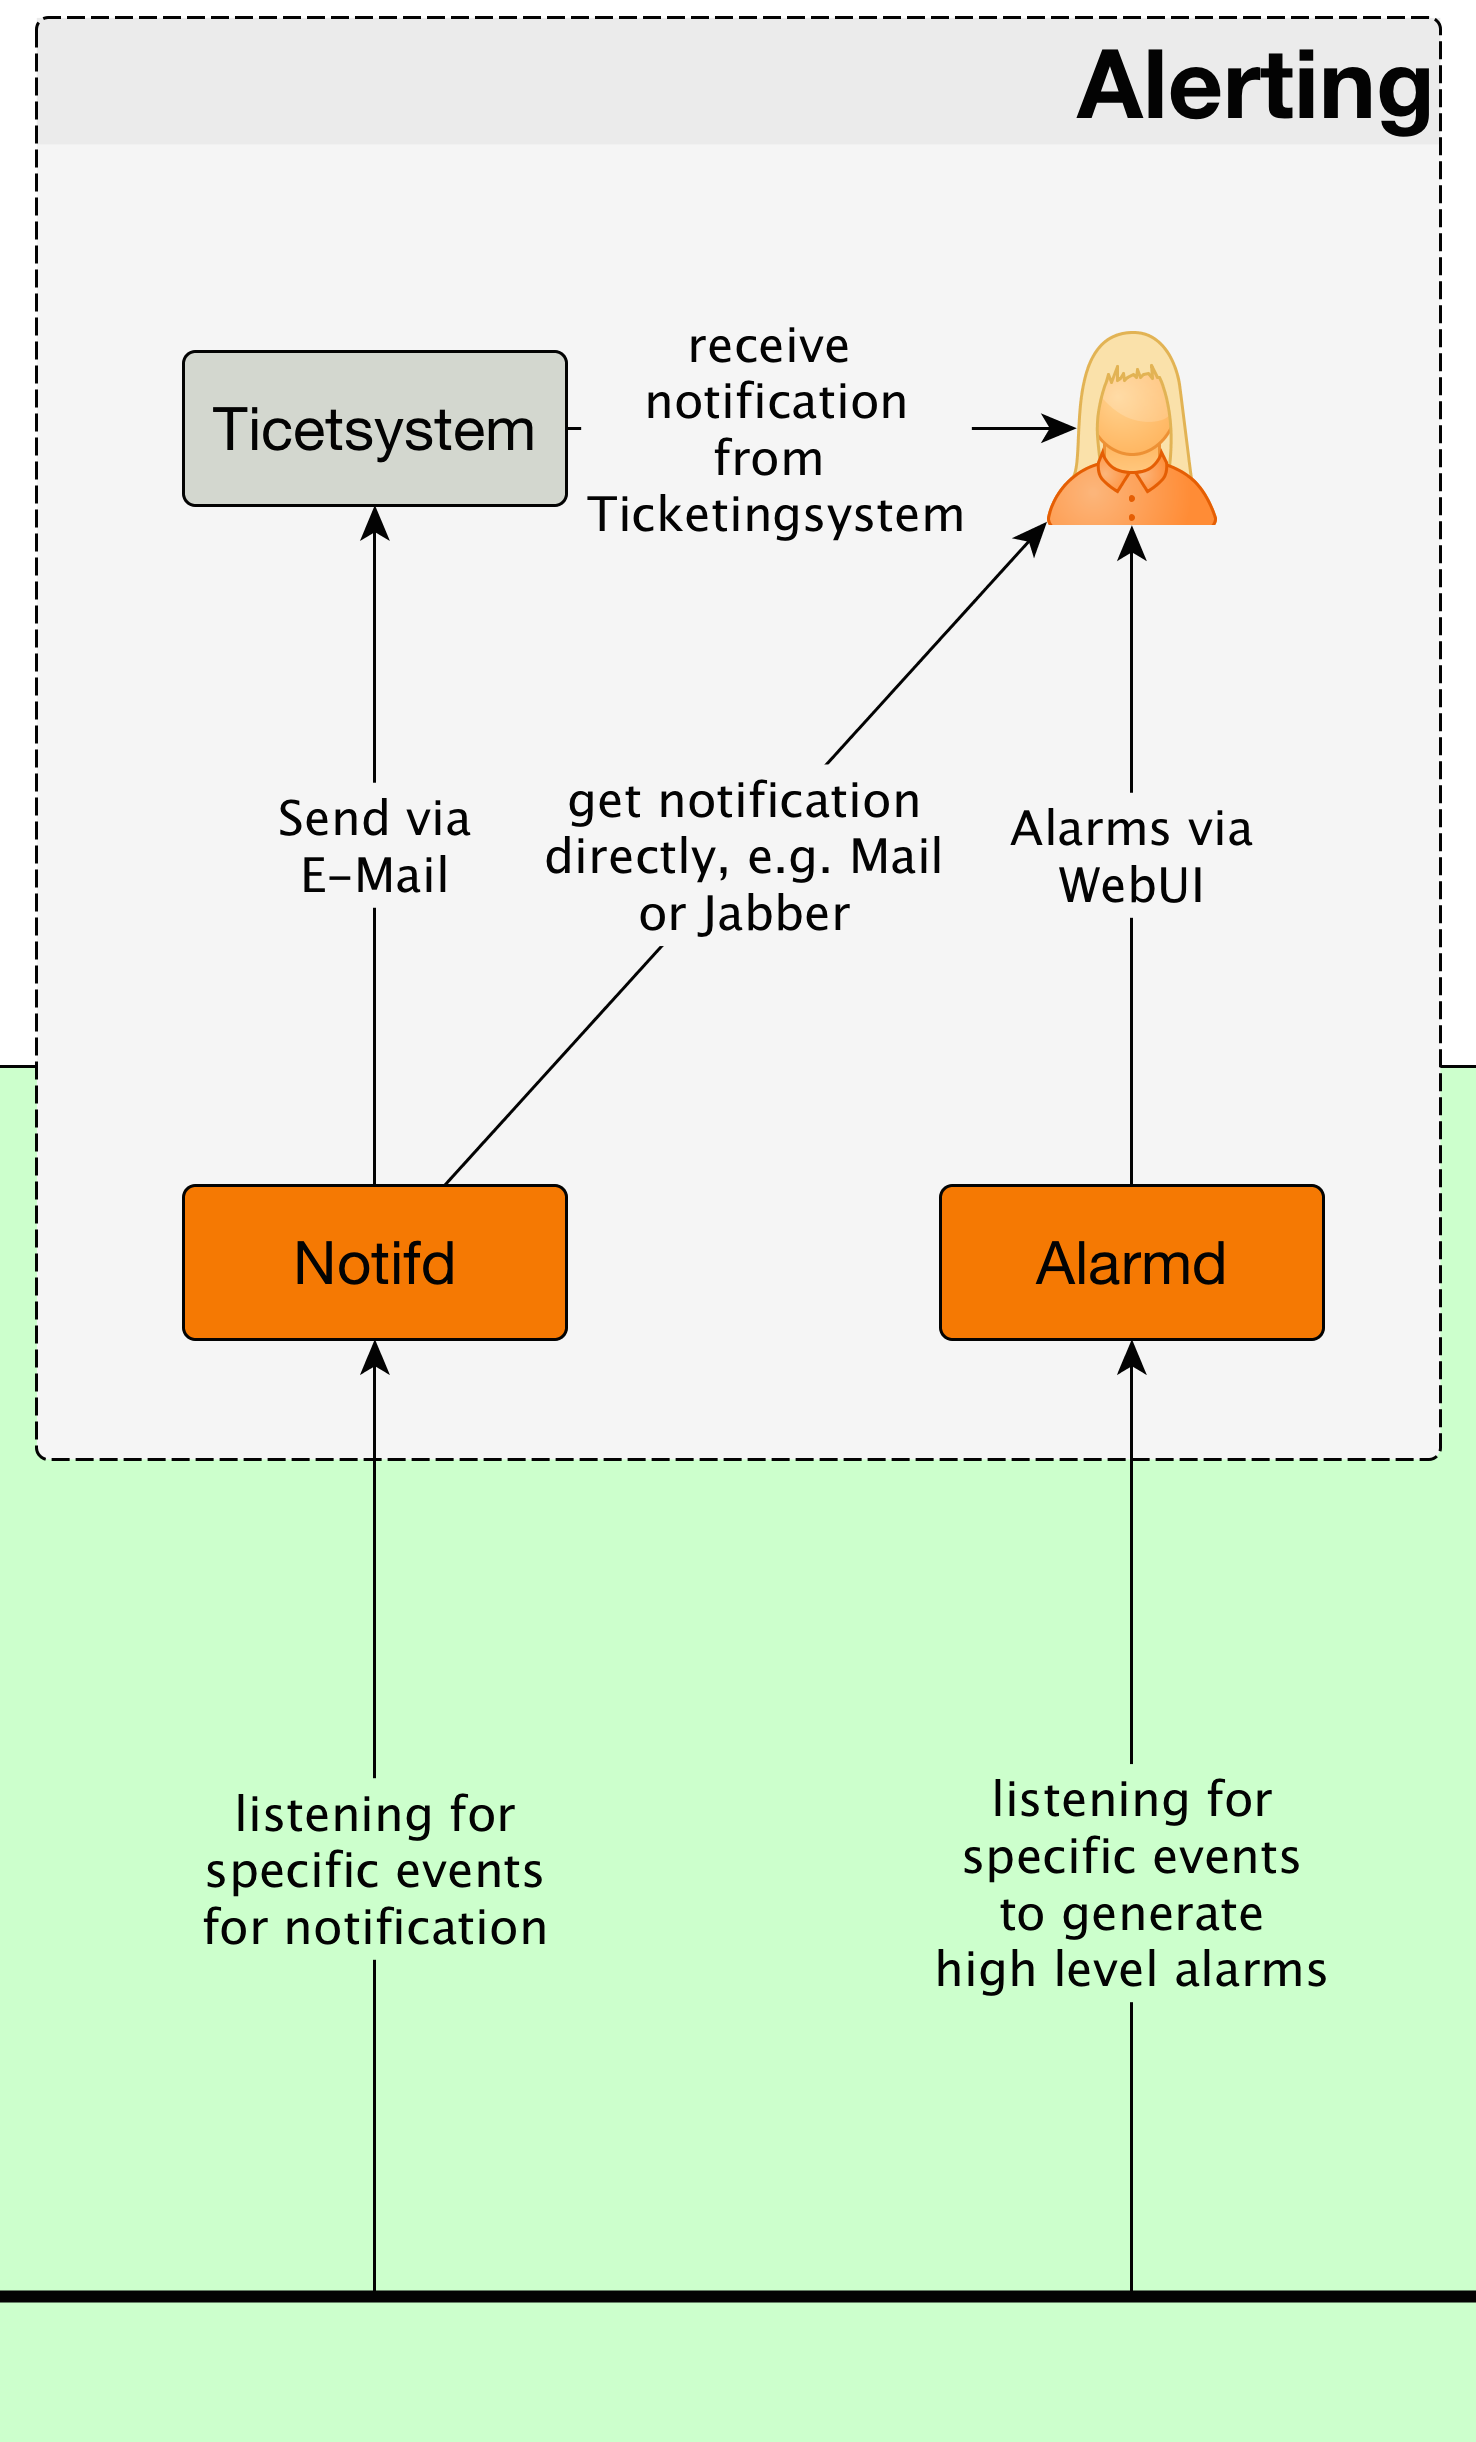 Alerting
Ticetsystem
receive
notification
from
Ticketingsystem
Send via
E-Mail
get notification
directly, e.g. Mail
or Jabber
Alarms via
WebUI
Notifd
Alarmd
listening for
specific events
for notification
listening for
specific events
to generate
high level alarms